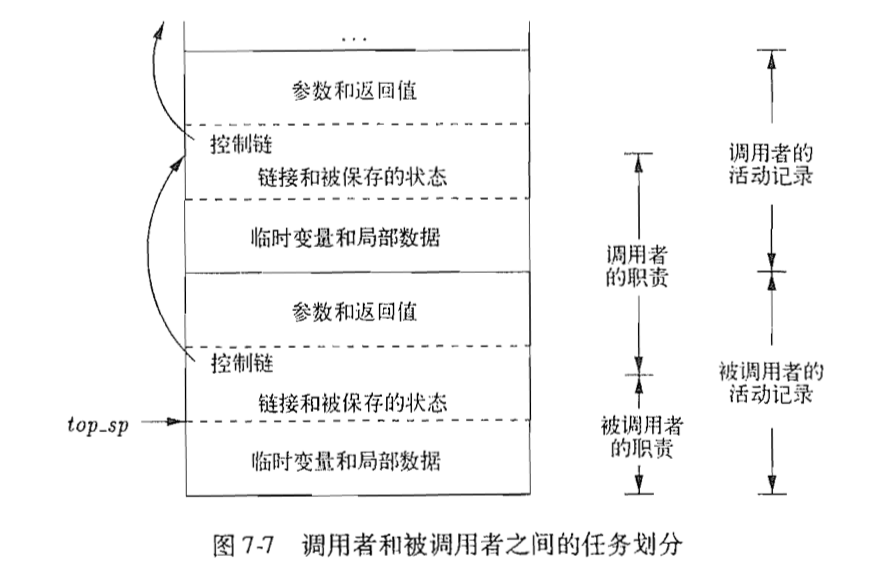 ...
参数和返回值
控制链
链接和被保存的状态
临时变量和局部数据
参数和返回值
控制链
链接和被保存的状态
top_sp
临时变量和局部数据
调用者
的职责
被调用者
的职责
调用者的
活动记录
被调用者的
活动记录
图 7-7 调用者和被调用者之间的任务划分